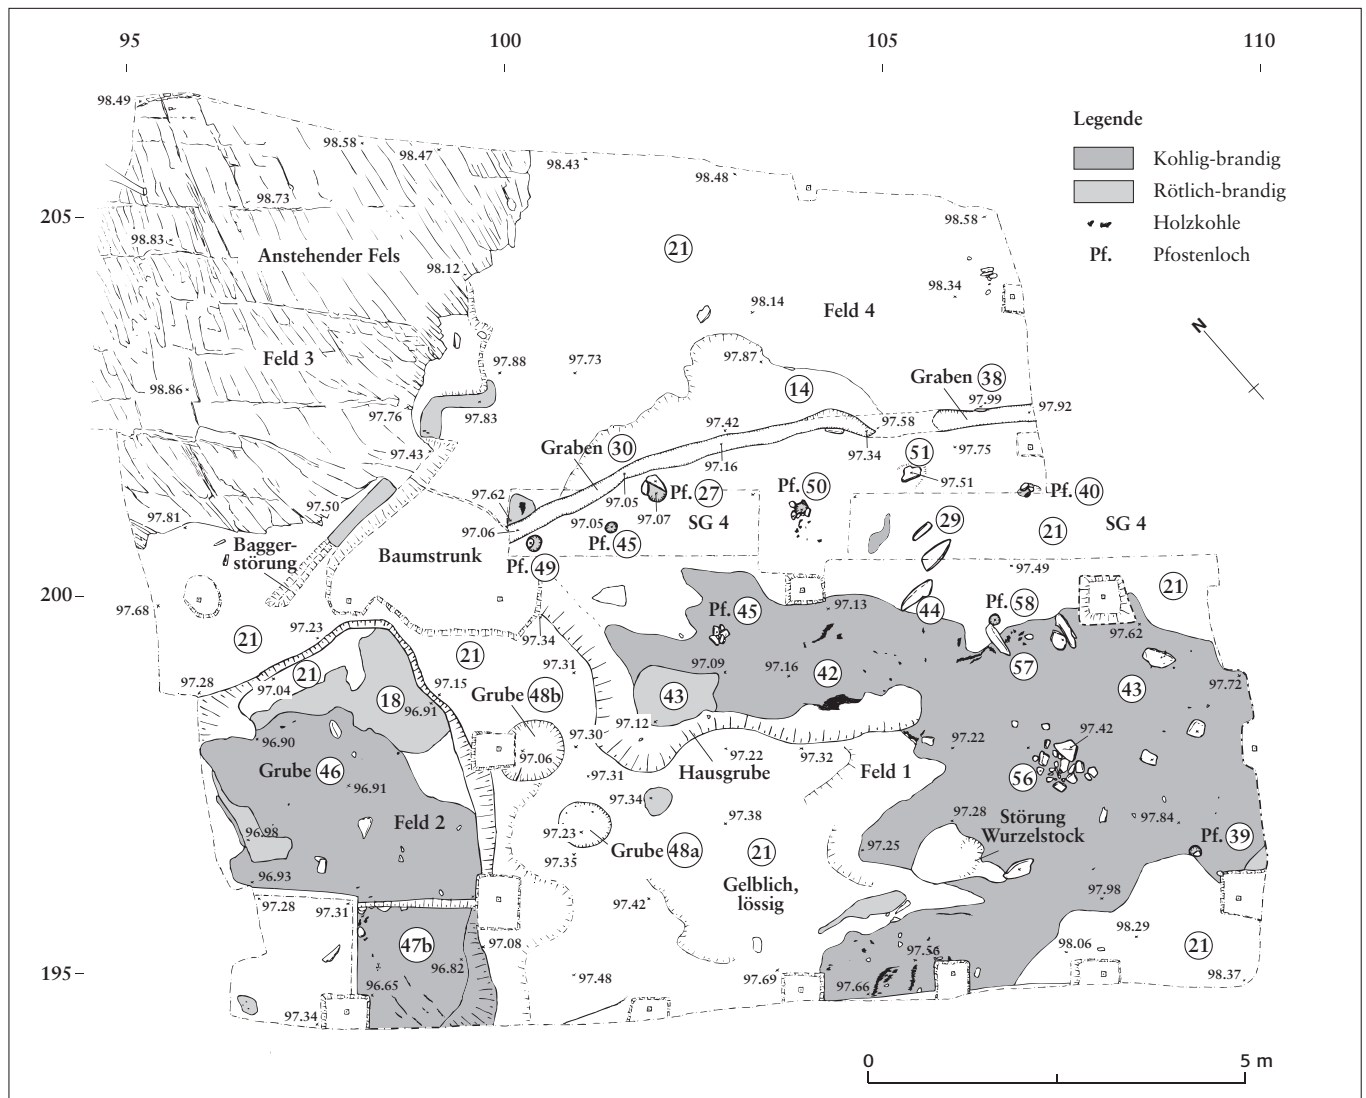 95 100 105 110
98.49
Legende
98.58
98.47
98.43
Kohlig-brandig
98.48
98.73
Rötlich-brandig
205
98.58
Holzkohle
98.83
21
Anstehender Fels
Pf. Pfostenloch
98.12
98.34
98.14
Feld 4
N
Feld 3
97.88
97.73
97.87
98.86
14
Graben 38
97.99
97.92
97.76
97.83
97.42
97.58
97.43
Graben 30
97.34
51
97.75
97.16
97.51
97.62
97.05
Pf. 27
Pf. 50
Pf. 40
97.50
97.81
97.06
97.05
97.07
SG 4
29
21
SG 4
Bagger-
störung
Baumstrunk
Pf. 45
Pf. 49
97.49
21
200
97.68
Pf. 45
97.13
44
Pf. 58
97.62
21
97.23
97.34
21
21
97.31
97.09
97.16
42
57
43
97.28
97.04
18
97.15
Grube 48b
43
97.72
96.91
97.12
96.90
97.30
97.22
97.32
97.22
97.42
Grube 46
97.06
Hausgrube
Feld 1
97.31
56
96.91
97.34
Feld 2
97.38
97.28
Störung
Wurzelstock
97.84
96.98
97.23
97.25
Pf. 39
97.35
Grube 48a
21
96.93
Gelblich,
lössig
97.98
97.28
97.31
97.42
98.29
47b
97.08
97.56
98.06
21
96.82
97.48
97.69
98.37
195
96.65
97.66
97.34
0 5 m